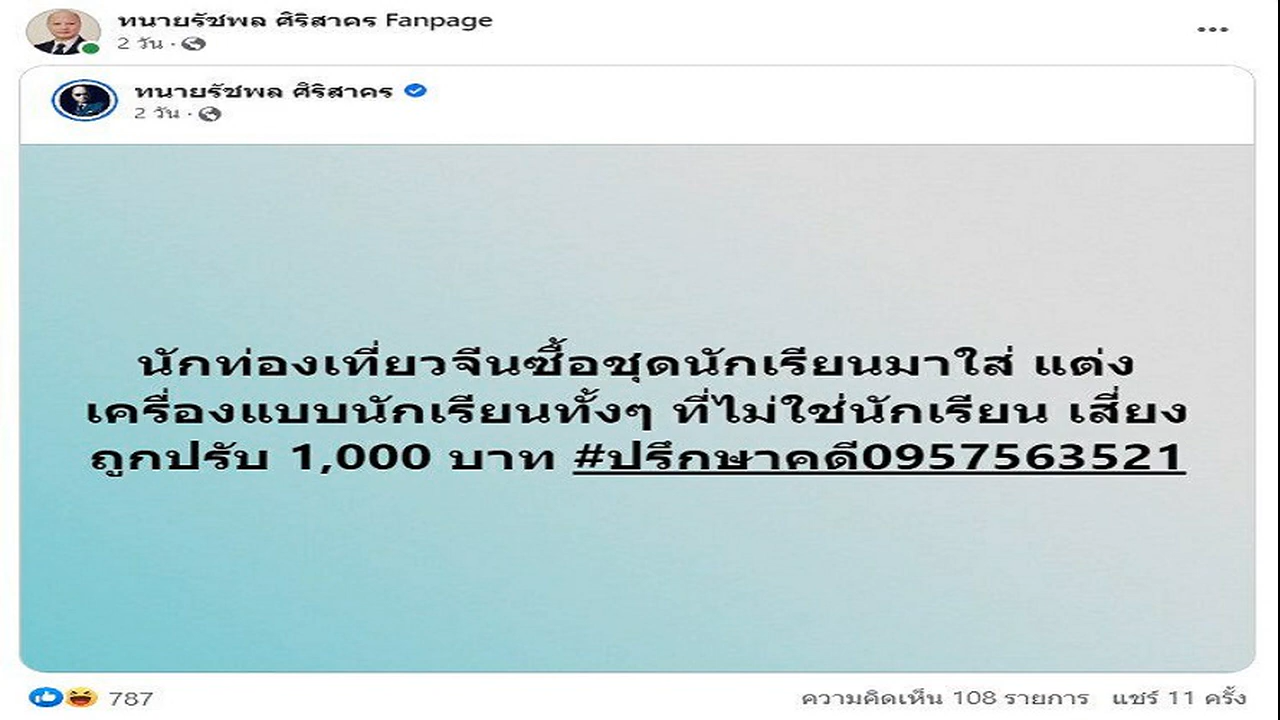 ทนายรัชพล ศิริสาคร Fanpage
2 วัน ·
ทนายรัชพล ศิริสาคร
2 วัน ·
นักท่องเที่ยวจีนซื้อชุดนักเรียนมาใส่ แต่ง
เครื่องแบบนักเรียนทั้งๆ ที่ไม่ใช่นักเรียน เสี่ยง
ถูกปรับ 1,000 บาท #ปรึกษาคดี0957563521
787 ความคิดเห็น 108 รายการ แชร์ 11 ครั้ง